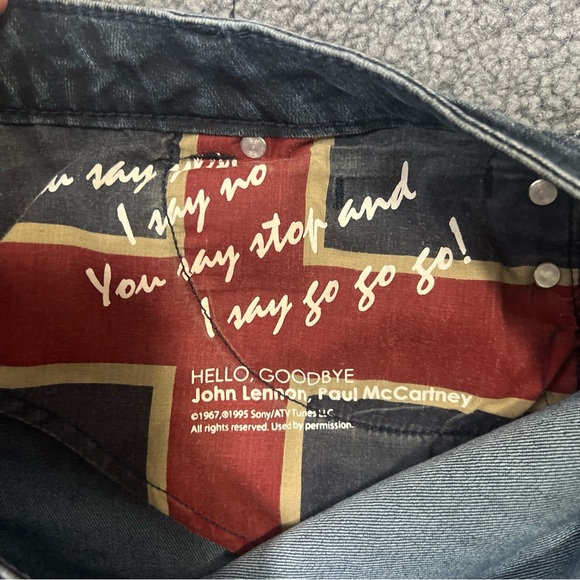 say
I say no
You say stop and
I say go go go!
HELLO, GOODBYE
John Lennon, Paul McCartney
©1967,©1995 Sony/ATV Tunes LLC
All rights reserved. Used by permission.